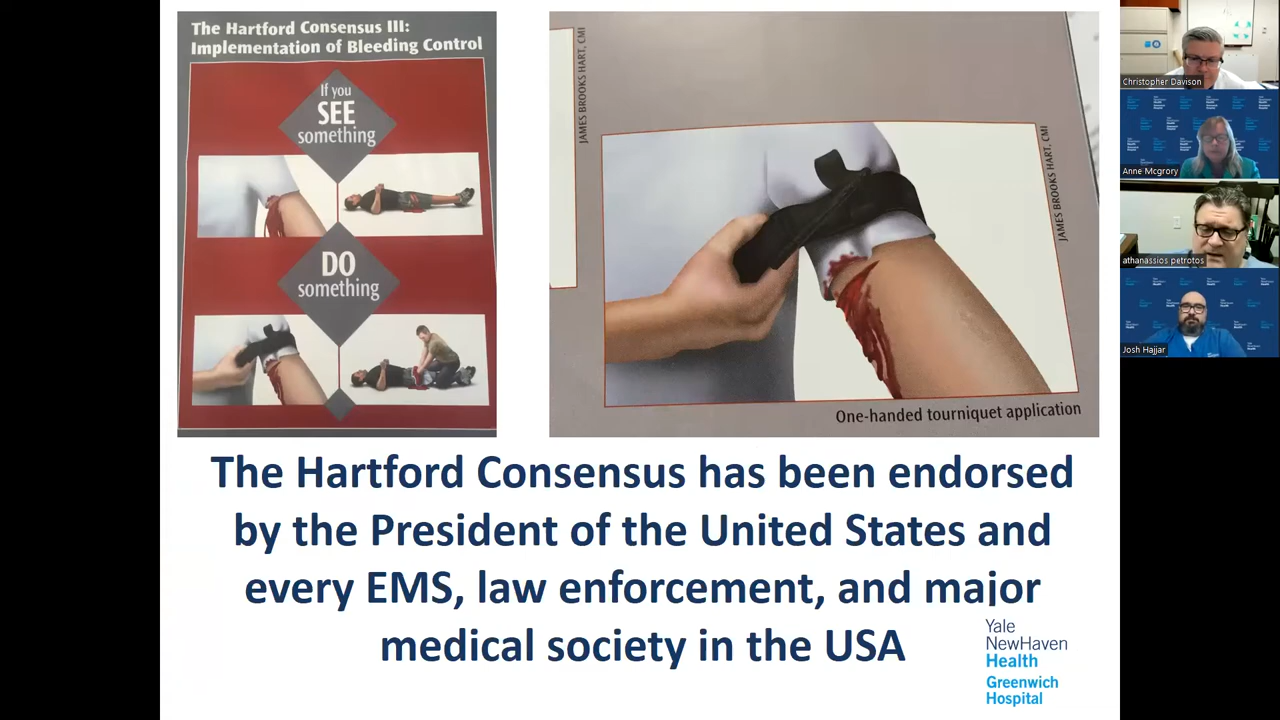 The Hartford Consensus III:
Implementation of Bleeding Control
If you
SEE
something
DO
something
JAMES BROOKS HART, CMI
JAMES BROOKS HART, CMI
One-handed tourniquet application
The Hartford Consensus has been endorsed
by the President of the United States and
every EMS, law enforcement, and major
medical society in the USA
Yale
NewHaven
Health
Greenwich
Hospital
Christopher Davison
Anne Mcgrory
athanassios petrotos
Josh Hajjar